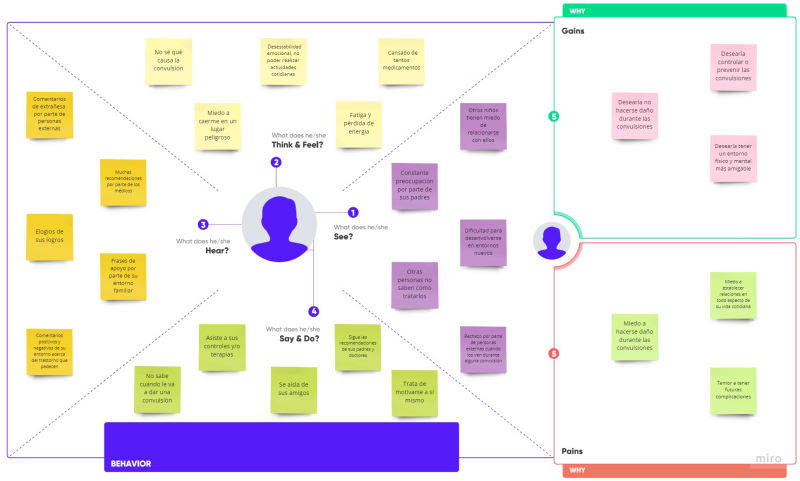 WHY
Gains
No sé qué
causa la
convulsión
Desestabilidad
emocional, no
poder realizar
actividades
cotidianas
Cansado de
tantos
medicamentos
Miedo a
caerme en un
lugar
peligroso
Fatiga y
pérdida de
energía
What does he/she
Think & Feel?
2
Comentarios
de extrañesa
por parte de
personas
externas
Muchas
recomendaciones
por parte de los
médicos
Elogios de
sus logros
Frases de
apoyo por
parte de su
entorno
familiar
Comentarios
positivos y
negativos de su
entorno acerca
del trastorno que
padecen
3
What does he/she
Hear?
Otros niños
tienen miedo de
relacionarse
con ellos
Constante
preocupación
por parte de
sus padres
Dificultad para
desenvolverse
en entornos
nuevos
Otras
personas no
saben cómo
tratarlos
Rechazo por parte
de personas
externas cuando
los ven durante
alguna convulsión
1
What does he/she
See?
4
What does he/she
Say & Do?
Asiste a sus
controles y/o
terapias
Sigue las
recomendaciones
de sus padres y
doctores
No sabe
cuándo le va
a dar una
convulsión
Se aisla de
sus amigos
Trata de
motivarse a sí
mismo
BEHAVIOR
5
Desearía
controlar o
prevenir las
convulsiones
Desearía no
hacerse daño
durante las
convulsiones
Desearía tener
un entorno
físico y mental
más amigable
5
Miedo a
establecer
relaciones en
todo aspecto de
su vida cotidiana
Miedo a
hacerse daño
durante las
convulsiones
Temor a tener
futuras
complicaciones
Pains
miro
WHY